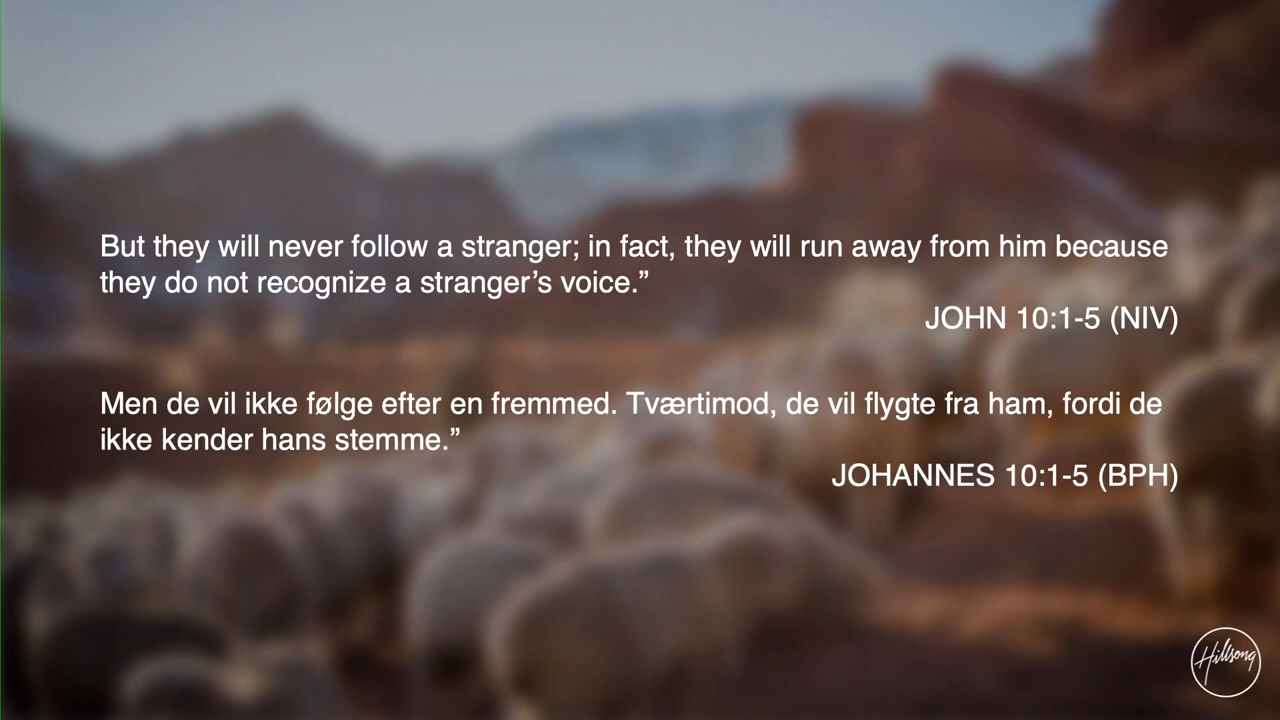 But they will never follow a stranger; in fact, they will run away from him because
they do not recognize a stranger’s voice.”
JOHN 10:1-5 (NIV)
Men de vil ikke følge efter en fremmed. Tværtimod, de vil flygte fra ham, fordi de
ikke kender hans stemme.”
JOHANNES 10:1-5 (BPH)
Hillsong